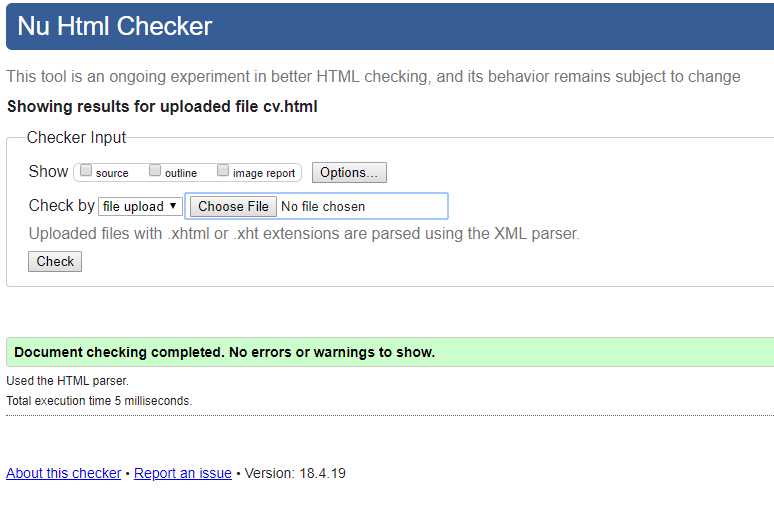 Nu Html Checker
This tool is an ongoing experiment in better HTML checking, and its behavior remains subject to change
Showing results for uploaded file cv.html
Checker Input
Show source outline image report Options...
Check by file upload Choose File No file chosen
Uploaded files with .xhtml or .xht extensions are parsed using the XML parser.
Check
Document checking completed. No errors or warnings to show.
Used the HTML parser.
Total execution time 5 milliseconds.
About this checker • Report an issue • Version: 18.4.19